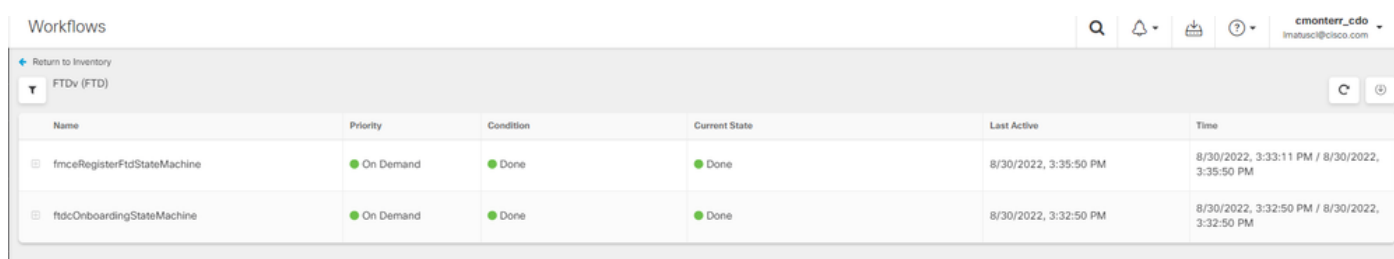 Workflows
cmonterr_cdo
lmatusci@cisco.com
Return to Inventory
FTDv (FTD)
Name Priority Condition Current State Last Active Time
fmceRegisterFtdStateMachine On Demand Done Done 8/30/2022, 3:35:50 PM 8/30/2022, 3:33:11 PM / 8/30/2022,
3:35:50 PM
ftdcOnboardingStateMachine On Demand Done Done 8/30/2022, 3:32:50 PM 8/30/2022, 3:32:50 PM / 8/30/2022,
3:32:50 PM